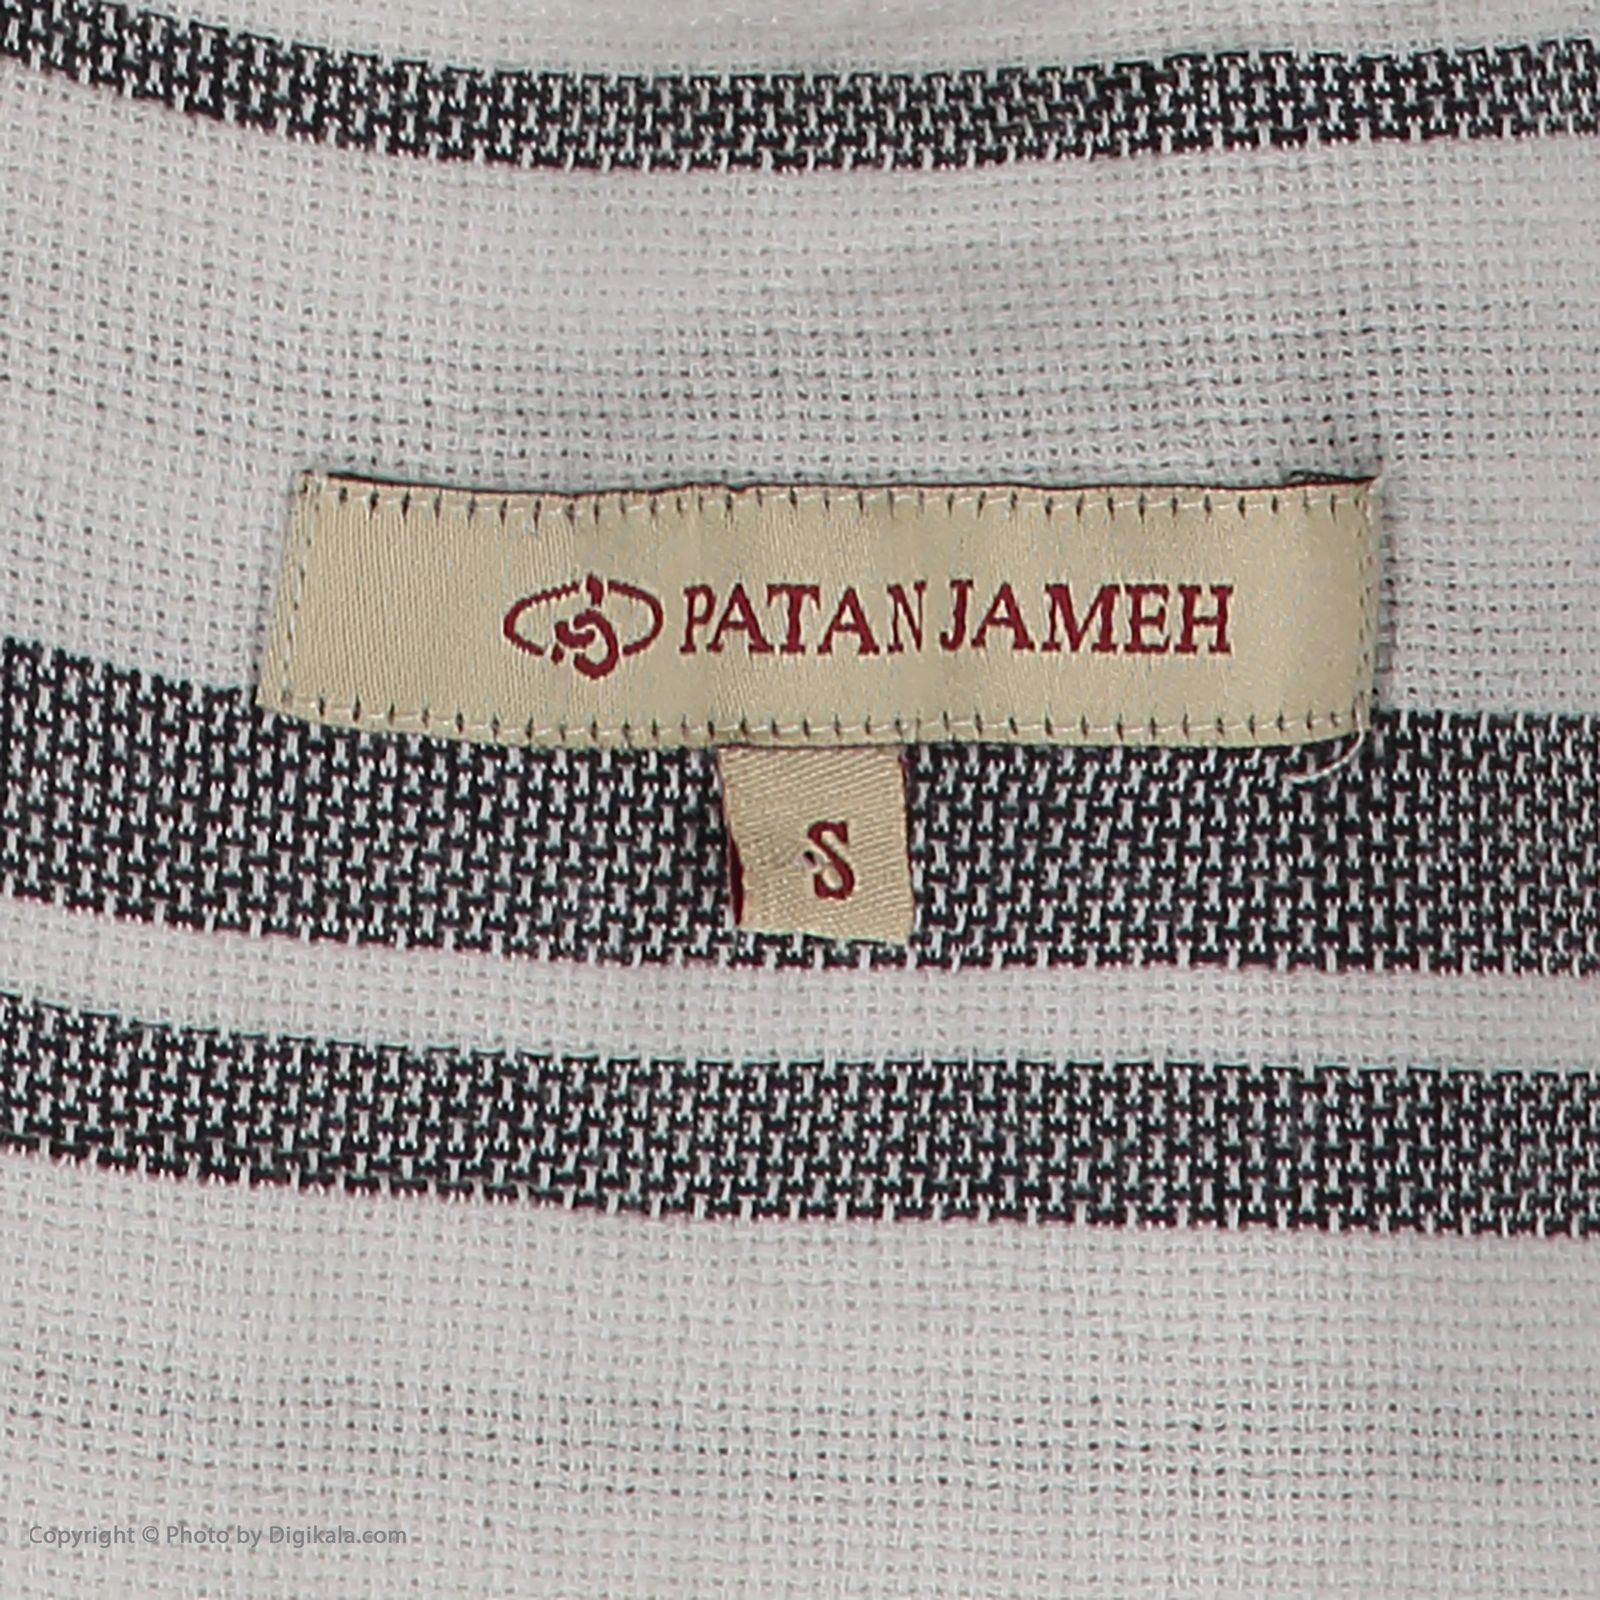 PATAN JAMEH
S
Copyright © Photo by Digikala.com